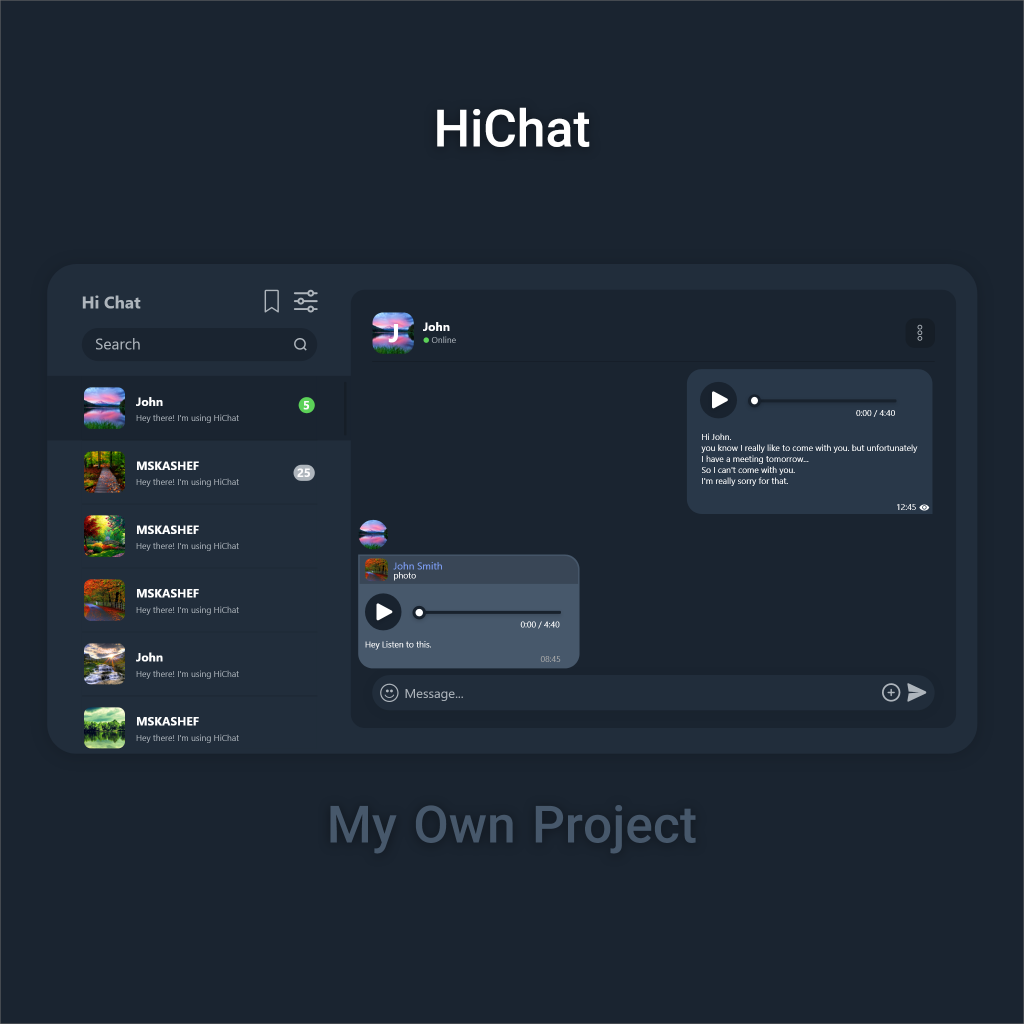 HiChat
Hi Chat
Search
John
Hey there! I'm using HiChat
5
MSKASHEF
Hey there! I'm using HiChat
25
MSKASHEF
Hey there! I'm using HiChat
MSKASHEF
Hey there! I'm using HiChat
John
Hey there! I'm using HiChat
MSKASHEF
Hey there! I'm using HiChat
J
John
Online
0:00 / 4:40
Hi John.
you know I really like to come with you. but unfortunately
I have a meeting tomorrow...
So I can't come with you.
I'm really sorry for that.
12:45
John Smith
photo
0:00 / 4:40
Hey Listen to this.
08:45
Message...
My Own Project